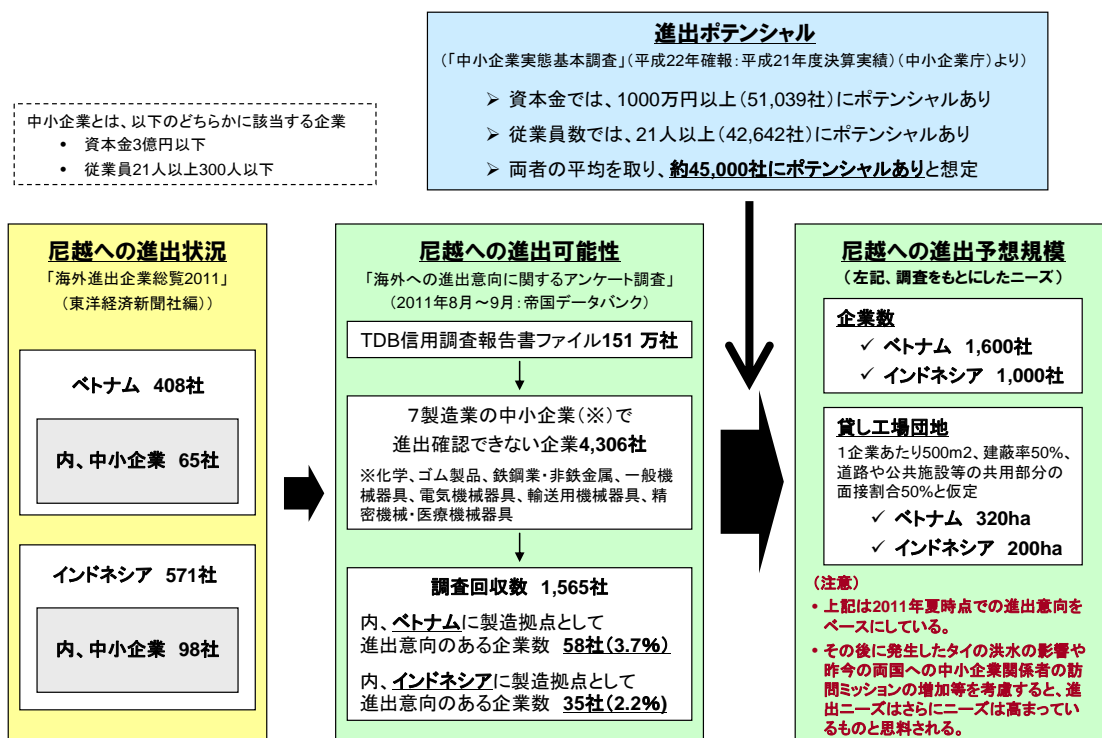 進出ポテンシャル
(「中小企業実態基本調査」(平成22年確報:平成21年度決算実績)(中小企業庁)より)
➢ 資本金では、1000万円以上(51,039社)にポテンシャルあり
➢ 従業員数では、21人以上(42,642社)にポテンシャルあり
➢ 両者の平均を取り、約45,000社にポテンシャルありと想定
中小企業とは、以下のどちらかに該当する企業
• 資本金3億円以下
• 従業員21人以上300人以下
尼越への進出状況
「海外進出企業総覧2011」
(東洋経済新聞社編))
ベトナム 408社
内、中小企業 65社
インドネシア 571社
内、中小企業 98社
尼越への進出可能性
「海外への進出意向に関するアンケート調査」
(2011年8月~9月:帝国データバンク)
TDB信用調査報告書ファイル151 万社
7製造業の中小企業(※)で
進出確認できない企業4,306社
※化学、ゴム製品、鉄鋼業・非鉄金属、一般機
械器具、電気機械器具、輸送用機械器具、精
密機械・医療機械器具
調査回収数 1,565社
内、ベトナムに製造拠点として
進出意向のある企業数 58社(3.7%)
内、インドネシアに製造拠点として
進出意向のある企業数 35社(2.2%)
尼越への進出予想規模
(左記、調査をもとにしたニーズ)
企業数
✓ ベトナム 1,600社
✓ インドネシア 1,000社
貸し工場団地
1企業あたり500m2、建蔽率50%、
道路や公共施設等の共用部分の
面接割合50%と仮定
✓ ベトナム 320ha
✓ インドネシア 200ha
(注意)
• 上記は2011年夏時点での進出意向を
ベースにしている。
• その後に発生したタイの洪水の影響や
昨今の両国への中小企業関係者の訪
問ミッションの増加等を考慮すると、進
出ニーズはさらにニーズは高まってい
るものと思料される。